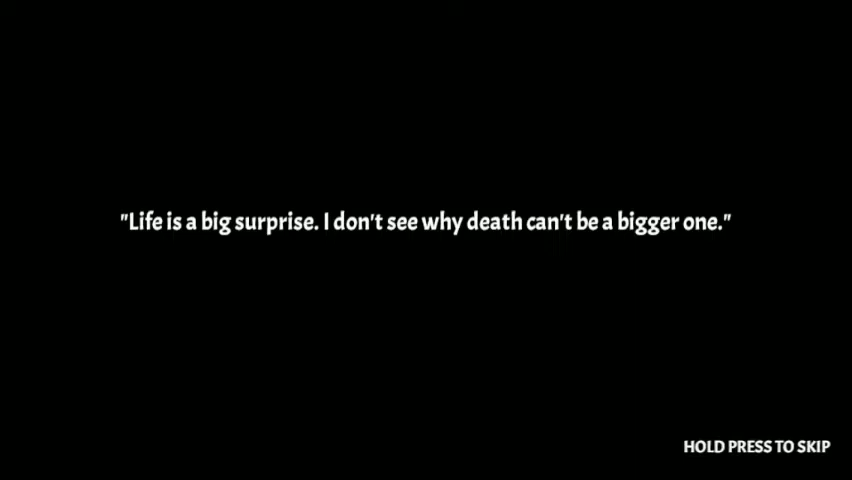 "Life is a big surprise. I don't see why death can't be a bigger one."
HOLD PRESS TO SKIP